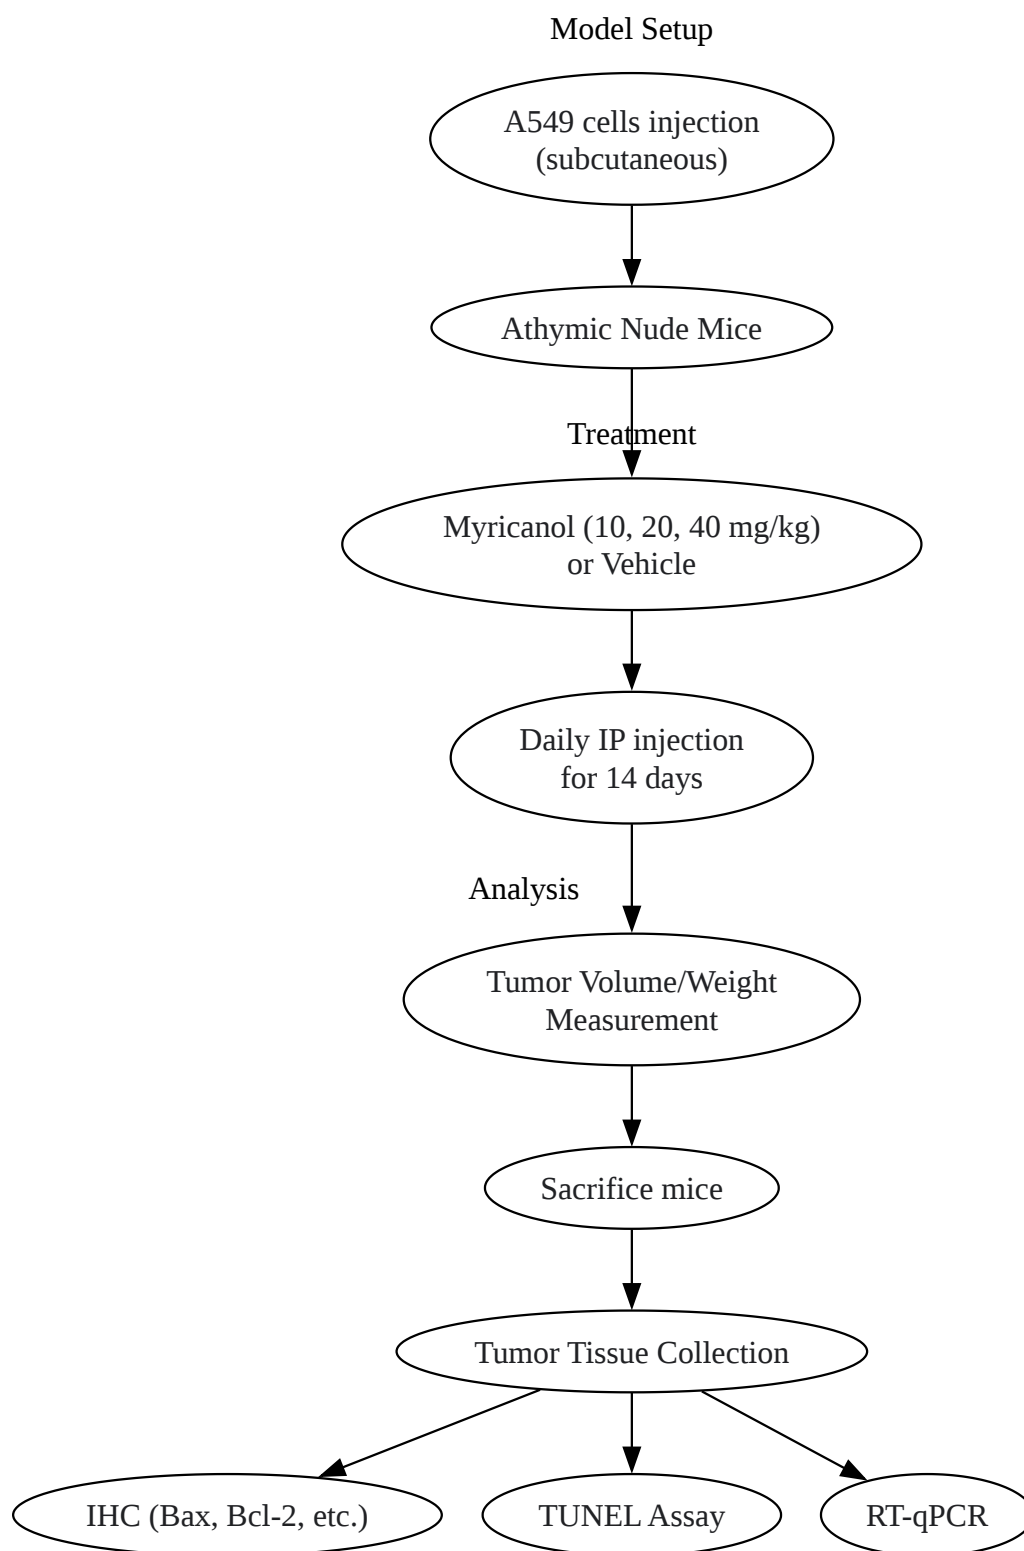 Model Setup
A549 cells injection
(subcutaneous)
Athymic Nude Mice
Treatment
Myricanol (10, 20, 40 mg/kg)
or Vehicle
Daily IP injection
for 14 days
Analysis
Tumor Volume/Weight
Measurement
Sacrifice mice
Tumor Tissue Collection
IHC (Bax, Bcl-2, etc.)
TUNEL Assay
RT-qPCR